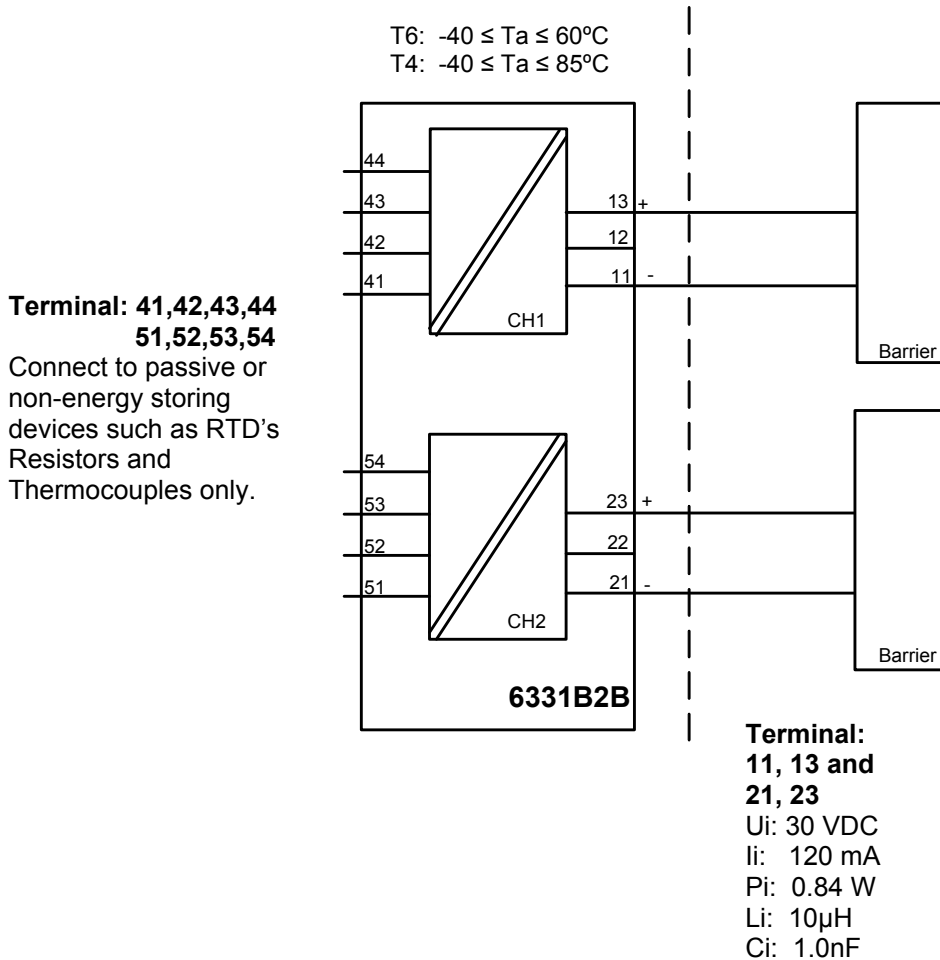 T6: -40 ≤ Ta ≤ 60ºC
T4: -40 ≤ Ta ≤ 85ºC
44
43
42
41
13 +
12
11 -
CH1
Barrier
Terminal: 41,42,43,44
51,52,53,54
Connect to passive or
non-energy storing
devices such as RTD's
Resistors and
Thermocouples only.
54
53
52
51
23 +
22
21 -
CH2
Barrier
6331B2B
Terminal:
11, 13 and
21, 23
Ui: 30 VDC
Ii: 120 mA
Pi: 0.84 W
Li: 10µH
Ci: 1.0nF